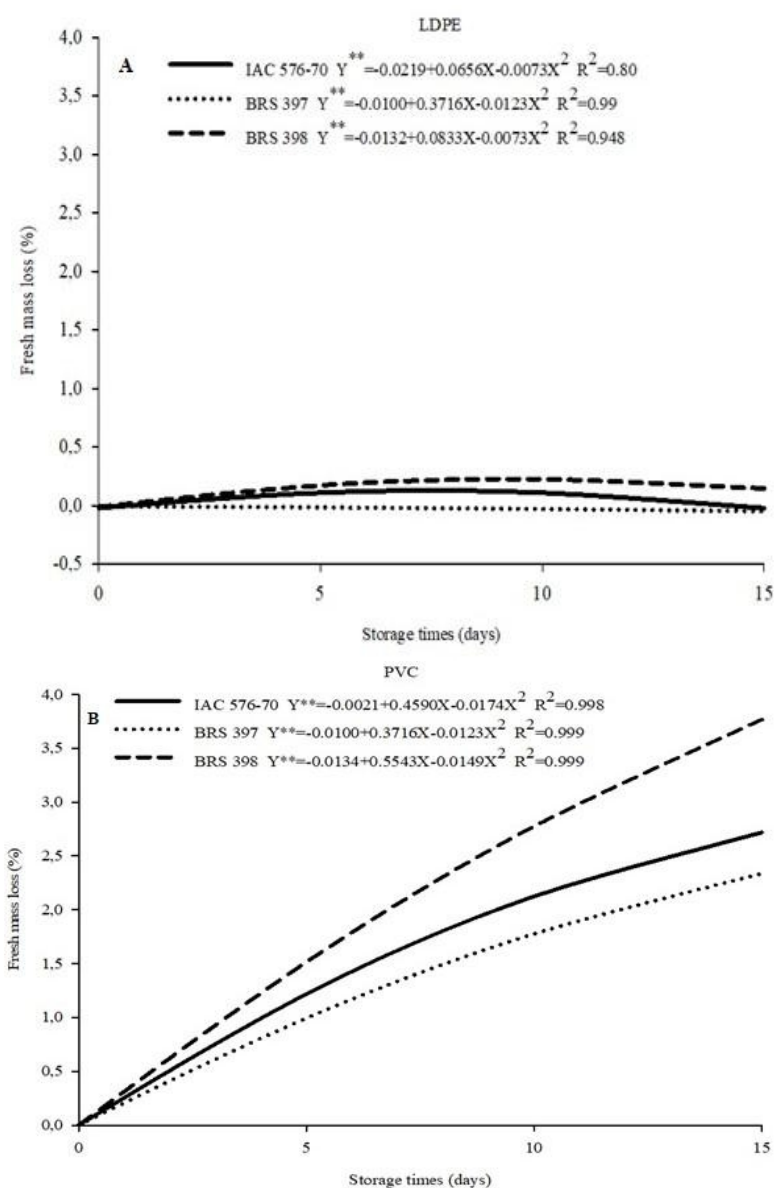 LDPE
A
IAC 576-70 Y**=-0.0219+0.0656X-0.0073X² R²=0.80
BRS 397 Y**=-0.0100+0.3716X-0.0123X² R²=0.99
BRS 398 Y**=-0.0132+0.0833X-0.0073X² R²=0.948
Fresh mass loss (%)
4,0
3,5
3,0
2,5
2,0
1,5
1,0
0,5
0,0
-0,5
0 5 10 15
Storage times (days)
PVC
B
IAC 576-70 Y**=-0.0021+0.4590X-0.0174X² R²=0.998
BRS 397 Y**=-0.0100+0.3716X-0.0123X² R²=0.999
BRS 398 Y**=-0.0134+0.5543X-0.0149X² R²=0.999
Fresh mass loss (%)
4,0
3,5
3,0
2,5
2,0
1,5
1,0
0,5
0,0
0 5 10 15
Storage times (days)